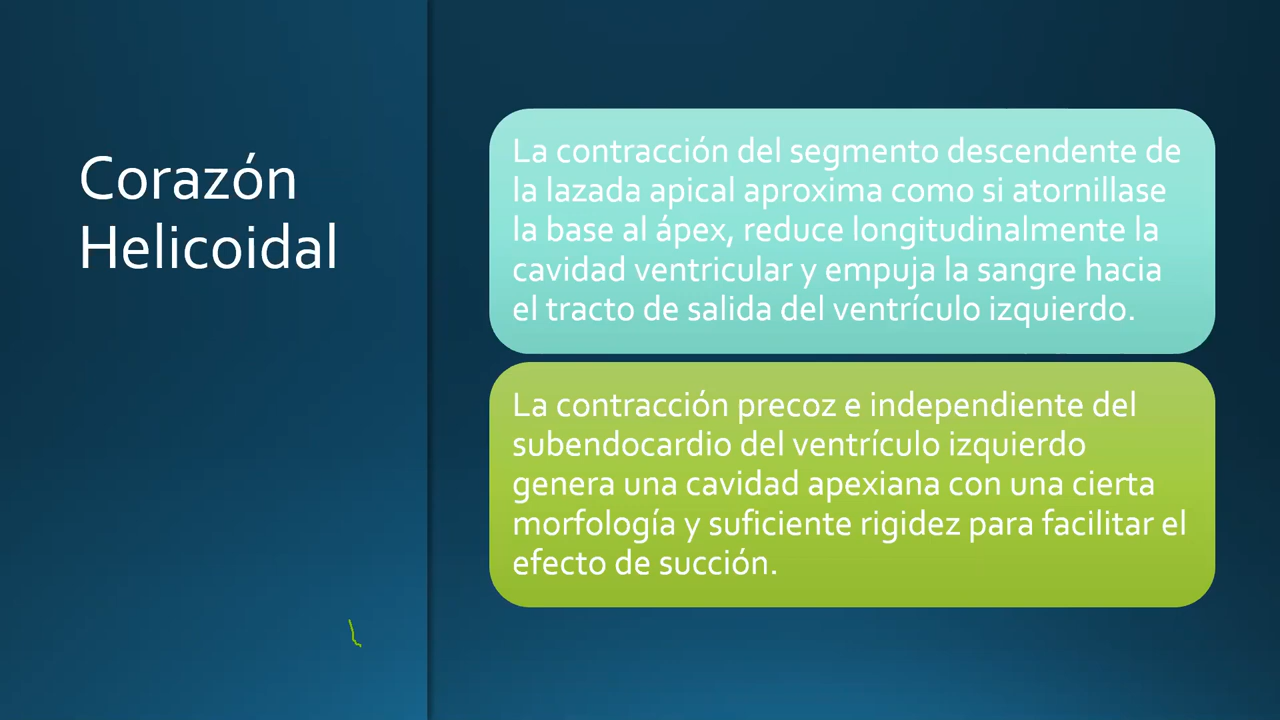 Corazón
Helicoidal
La contracción del segmento descendente de
la lazada apical aproxima como si atornillase
la base al ápex, reduce longitudinalmente la
cavidad ventricular y empuja la sangre hacia
el tracto de salida del ventrículo izquierdo.
La contracción precoz e independiente del
subendocardio del ventrículo izquierdo
genera una cavidad apexiana con una cierta
morfología y suficiente rigidez para facilitar el
efecto de succión.